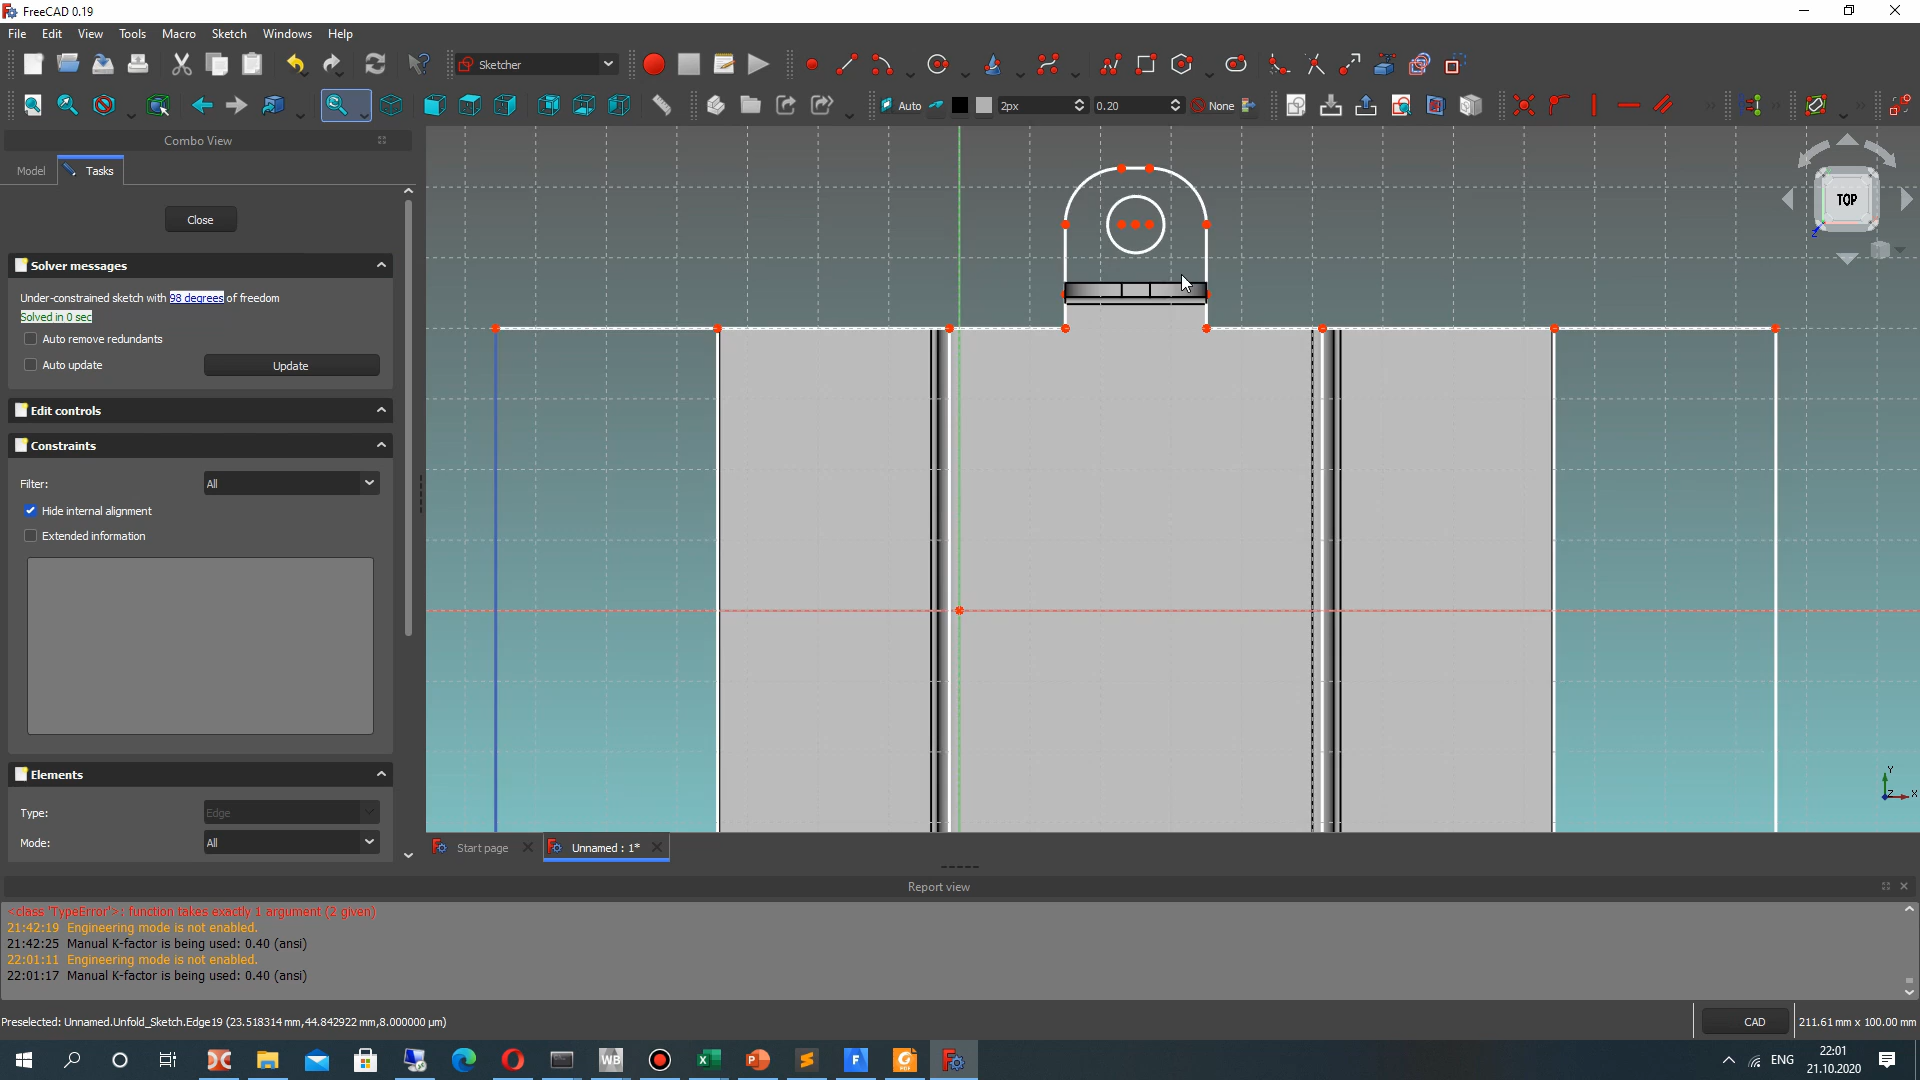 FreeCAD 0.19
File Edit View Tools Macro Sketch Windows Help
Sketcher
Auto 2px 0.20 None
Combo View
Model Tasks
Close
Solver messages
Under-constrained sketch with 98 degrees of freedom
Solved in 0 sec
Auto remove redundants
Auto update Update
Edit controls
Constraints
Filter: All
Hide internal alignment
Extended information
Elements
Type: Edge
Mode: All
TOP
Z
Y
Z X
Start page Unnamed : 1*
Report view
<class 'TypeError'>: function takes exactly 1 argument (2 given)
21:42:19 Engineering mode is not enabled.
21:42:25 Manual K-factor is being used: 0.40 (ansi)
22:01:11 Engineering mode is not enabled.
22:01:17 Manual K-factor is being used: 0.40 (ansi)
Preselected: Unnamed.Unfold_Sketch.Edge19 (23.518314 mm,44.842922 mm,8.000000 µm)
CAD 211.61 mm x 100.00 mm
WB
ENG
22:01
21.10.2020